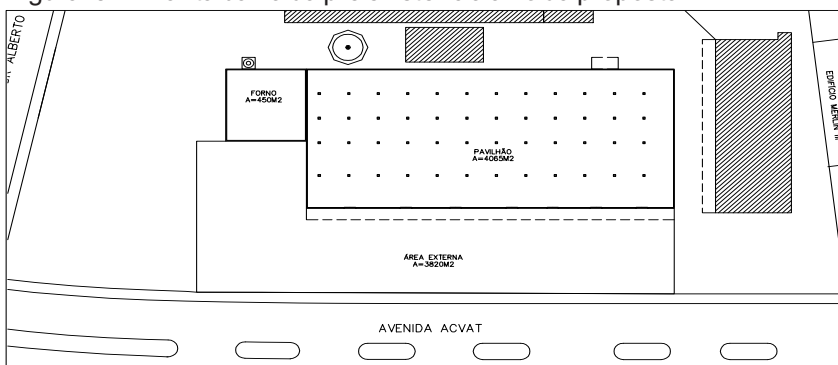 ALBERTO
FORNO
A=450M2
PAVILHÃO
A=4065M2
EDIFÍCIO MERLIN
ÁREA EXTERNA
A=3820M2
AVENIDA ACVAT